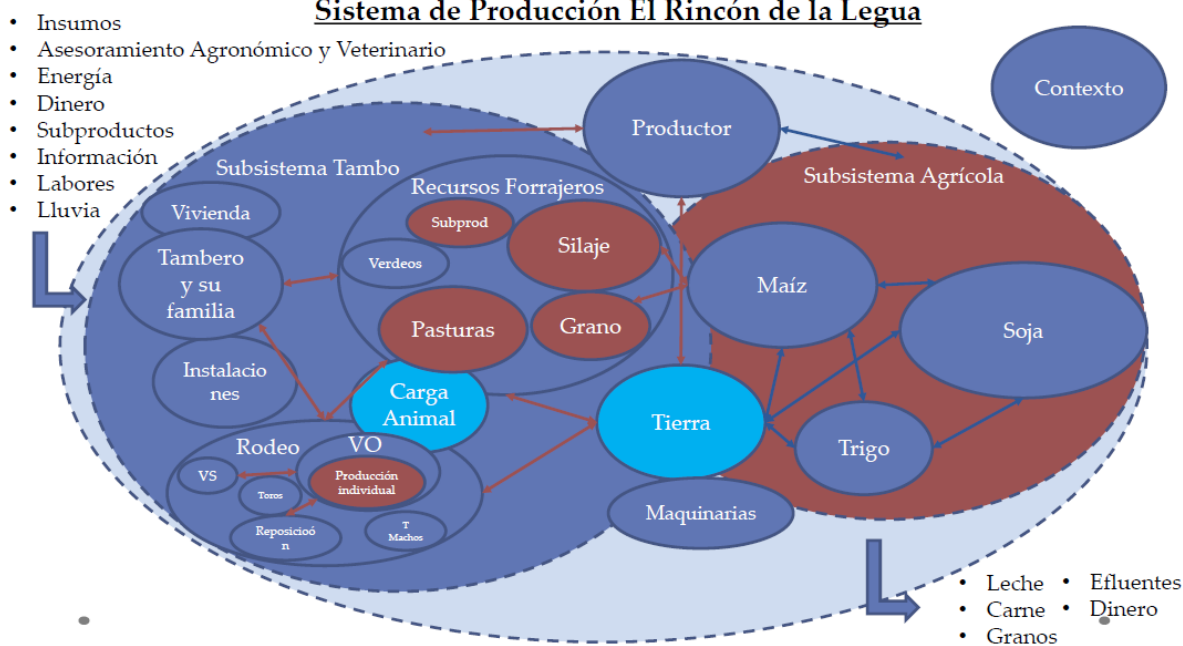 Sistema de Producción El Rincón de la Legua
• Insumos
• Asesoramiento Agronómico y Veterinario
• Energía
• Dinero
• Subproductos
• Información
• Labores
• Lluvia
Contexto
Productor
Subsistema Tambo
Recursos Forrajeros
Subsistema Agrícola
Vivienda
Subprod
Silaje
Verdeos
Tambero
y su
familia
Maíz
Pasturas
Grano
Soja
Instalacio
nes
Carga
Animal
Tierra
Trigo
Rodeo
VO
VS
Producción
individual
Toros
Reposicioó
n
T
Machos
Maquinarias
• Leche
• Carne
• Granos
• Efluentes
• Dinero